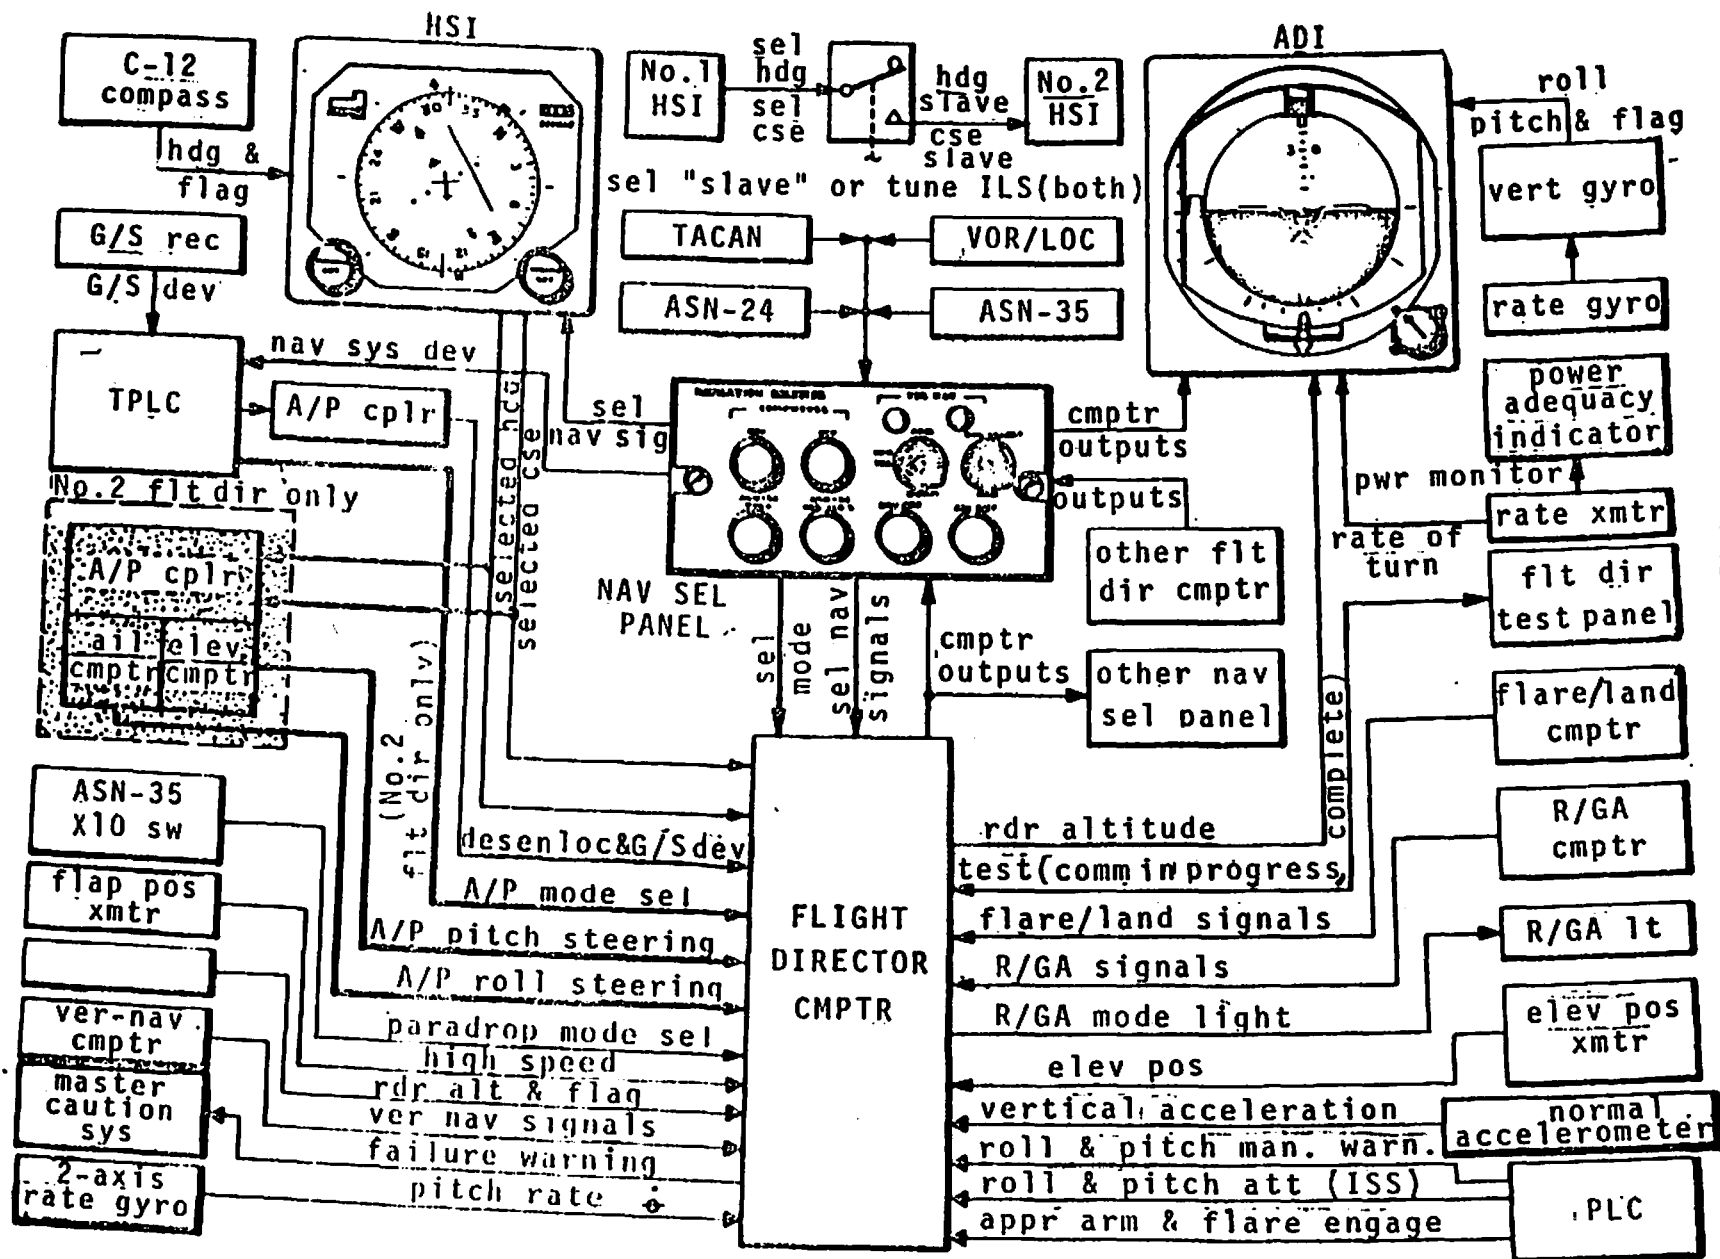 HSI
ADI
C-12
compass
hdg &
flag
G/S rec
G/S dev
TPLC
nav sys dev
A/P cplr
No.2 flt dir only
A/P cplr
ail
cmptr
elev
cmptr
No.1
HSI
sel
hdg
sel
cse
hdg
slave
cse
slave
No.2
HSI
sel "slave" or tune ILS(both)
TACAN
VOR/LOC
ASN-24
ASN-35
sel
nav sig
selected hdg
selected cse
NAV SEL
PANEL
cmptr
outputs
outputs
other flt
dir cmptr
cmptr
outputs
other nav
sel panel
sel
mode
sel nav
signals
roll
pitch & flag
vert gyro
rate gyro
power
adequacy
indicator
pwr monitor
rate xmtr
rate of
turn
flt dir
test panel
flare/land
cmptr
R/GA
cmptr
R/GA lt
elev pos
xmtr
normal
accelerometer
PLC
ASN-35
X10 sw
flap pos
xmtr
ver-nav
cmptr
master
caution
sys
2-axis
rate gyro
(No.2
flt dir only)
desenloc&G/Sdev
A/P mode sel
A/P pitch steering
A/P roll steering
paradrop mode sel
high speed
rdr alt & flag
ver nav signals
failure warning
pitch rate
FLIGHT
DIRECTOR
CMPTR
rdr altitude
complete)
test(comm in progress,
flare/land signals
R/GA signals
R/GA mode light
elev pos
vertical acceleration
roll & pitch man. warn.
roll & pitch att (ISS)
appr arm & flare engage